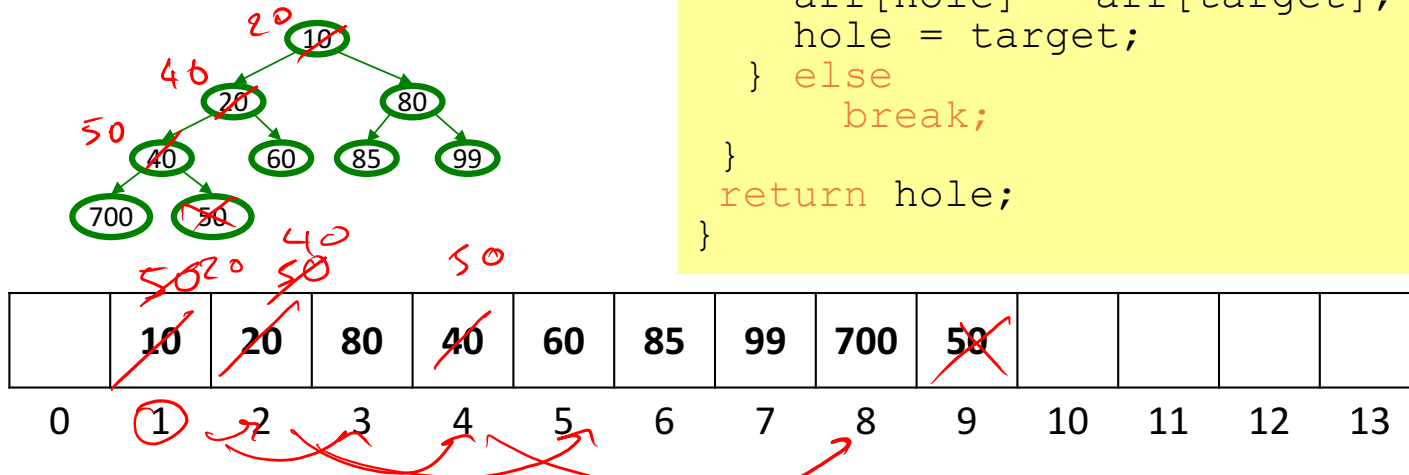 arr[hole] = arr[target];
hole = target;
} else
break;
}
return hole;
}
20
10
40
20
80
50
40
60
85
99
700
50
40
50 20 50 50
10 20 80 40 60 85 99 700 50
0 1 2 3 4 5 6 7 8 9 10 11 12 13